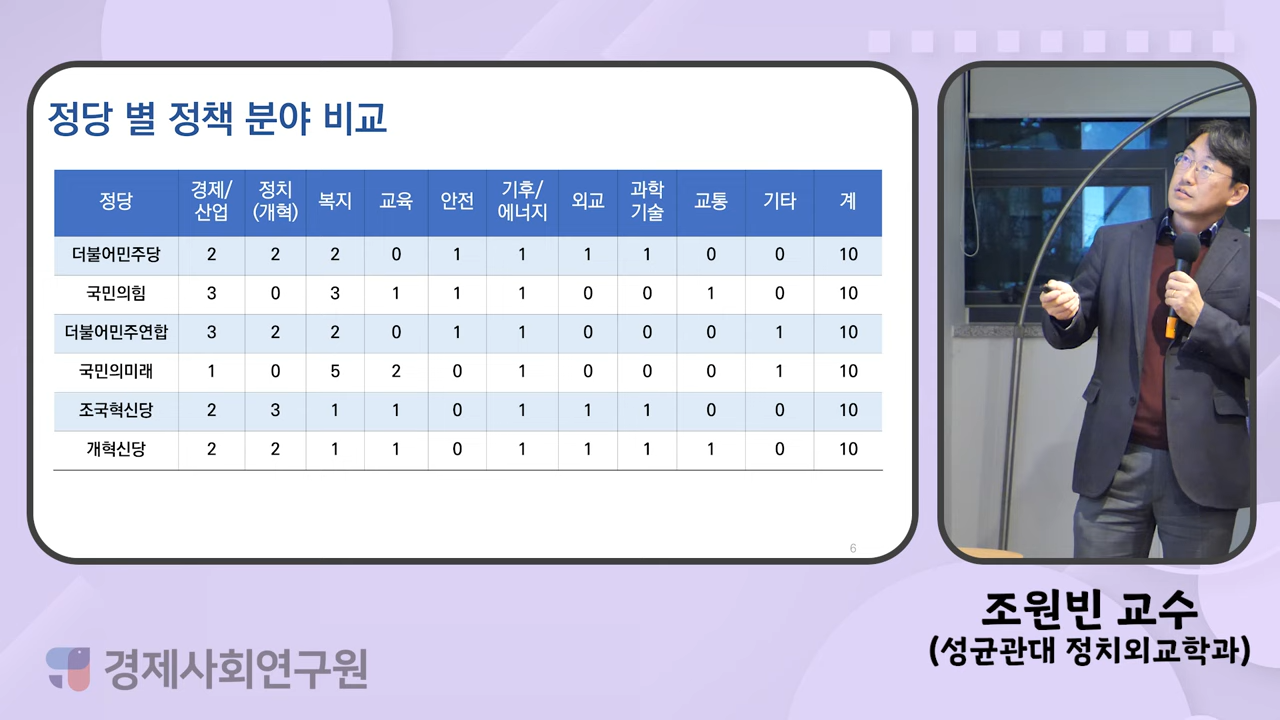 정당 별 정책 분야 비교
정당 경제/산업 정치(개혁) 복지 교육 안전 기후/에너지 외교 과학기술 교통 기타 계
더불어민주당 2 2 2 0 1 1 1 1 0 0 10
국민의힘 3 0 3 1 1 1 0 0 1 0 10
더불어민주연합 3 2 2 0 1 1 0 0 0 1 10
국민의미래 1 0 5 2 0 1 0 0 0 1 10
조국혁신당 2 3 1 1 0 1 1 1 0 0 10
개혁신당 2 2 1 1 0 1 1 1 1 0 10
6
조원빈 교수
(성균관대 정치외교학과)
경제사회연구원